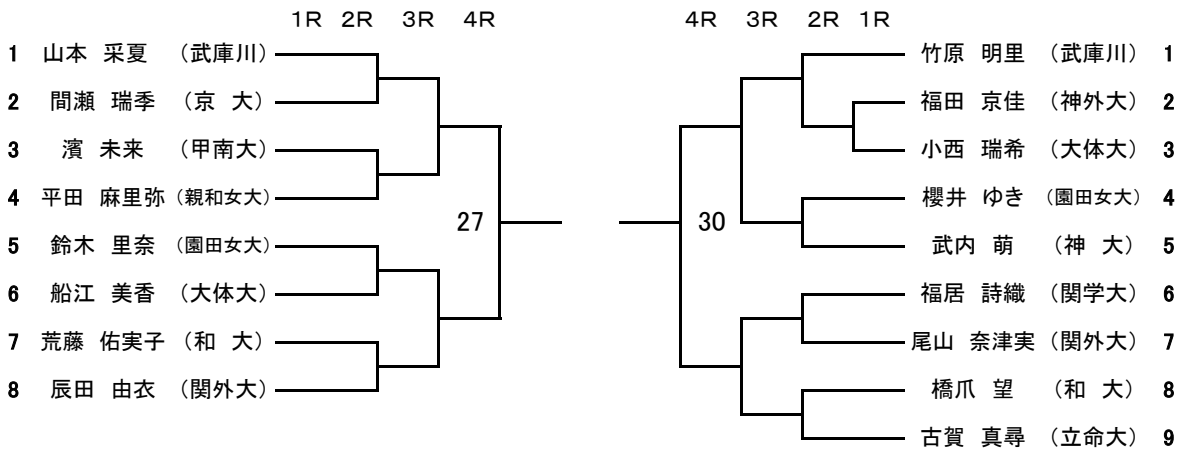 1R 2R 3R 4R
1 山本 采夏 （武庫川）
2 間瀬 瑞季 （京 大）
3 濱 未来 （甲南大）
4 平田 麻里弥 （親和女大）
27
5 鈴木 里奈 （園田女大）
6 船江 美香 （大体大）
7 荒藤 佑実子 （和 大）
8 辰田 由衣 （関外大）
4R 3R 2R 1R
竹原 明里 （武庫川） 1
福田 京佳 （神外大） 2
小西 瑞希 （大体大） 3
櫻井 ゆき （園田女大） 4
30
武内 萌 （神 大） 5
福居 詩織 （関学大） 6
尾山 奈津実 （関外大） 7
橋爪 望 （和 大） 8
古賀 真尋 （立命大） 9